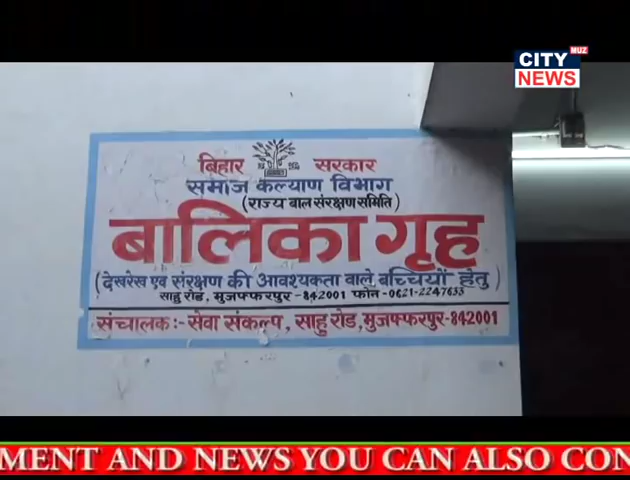 CITY MUZ
NEWS
बिहार सरकार
समाज कल्याण विभाग
(राज्य बाल संरक्षण समिति)
बालिका गृह
(देखरेख एवं संरक्षण की आवश्यकता वाले बच्चियों हेतु)
साहु रोड, मुजफ्फरपुर -842001 फोन-0621-2247633
संचालक :- सेवा संकल्प, साहु रोड, मुजफ्फरपुर-842001
MENT AND NEWS YOU CAN ALSO CON